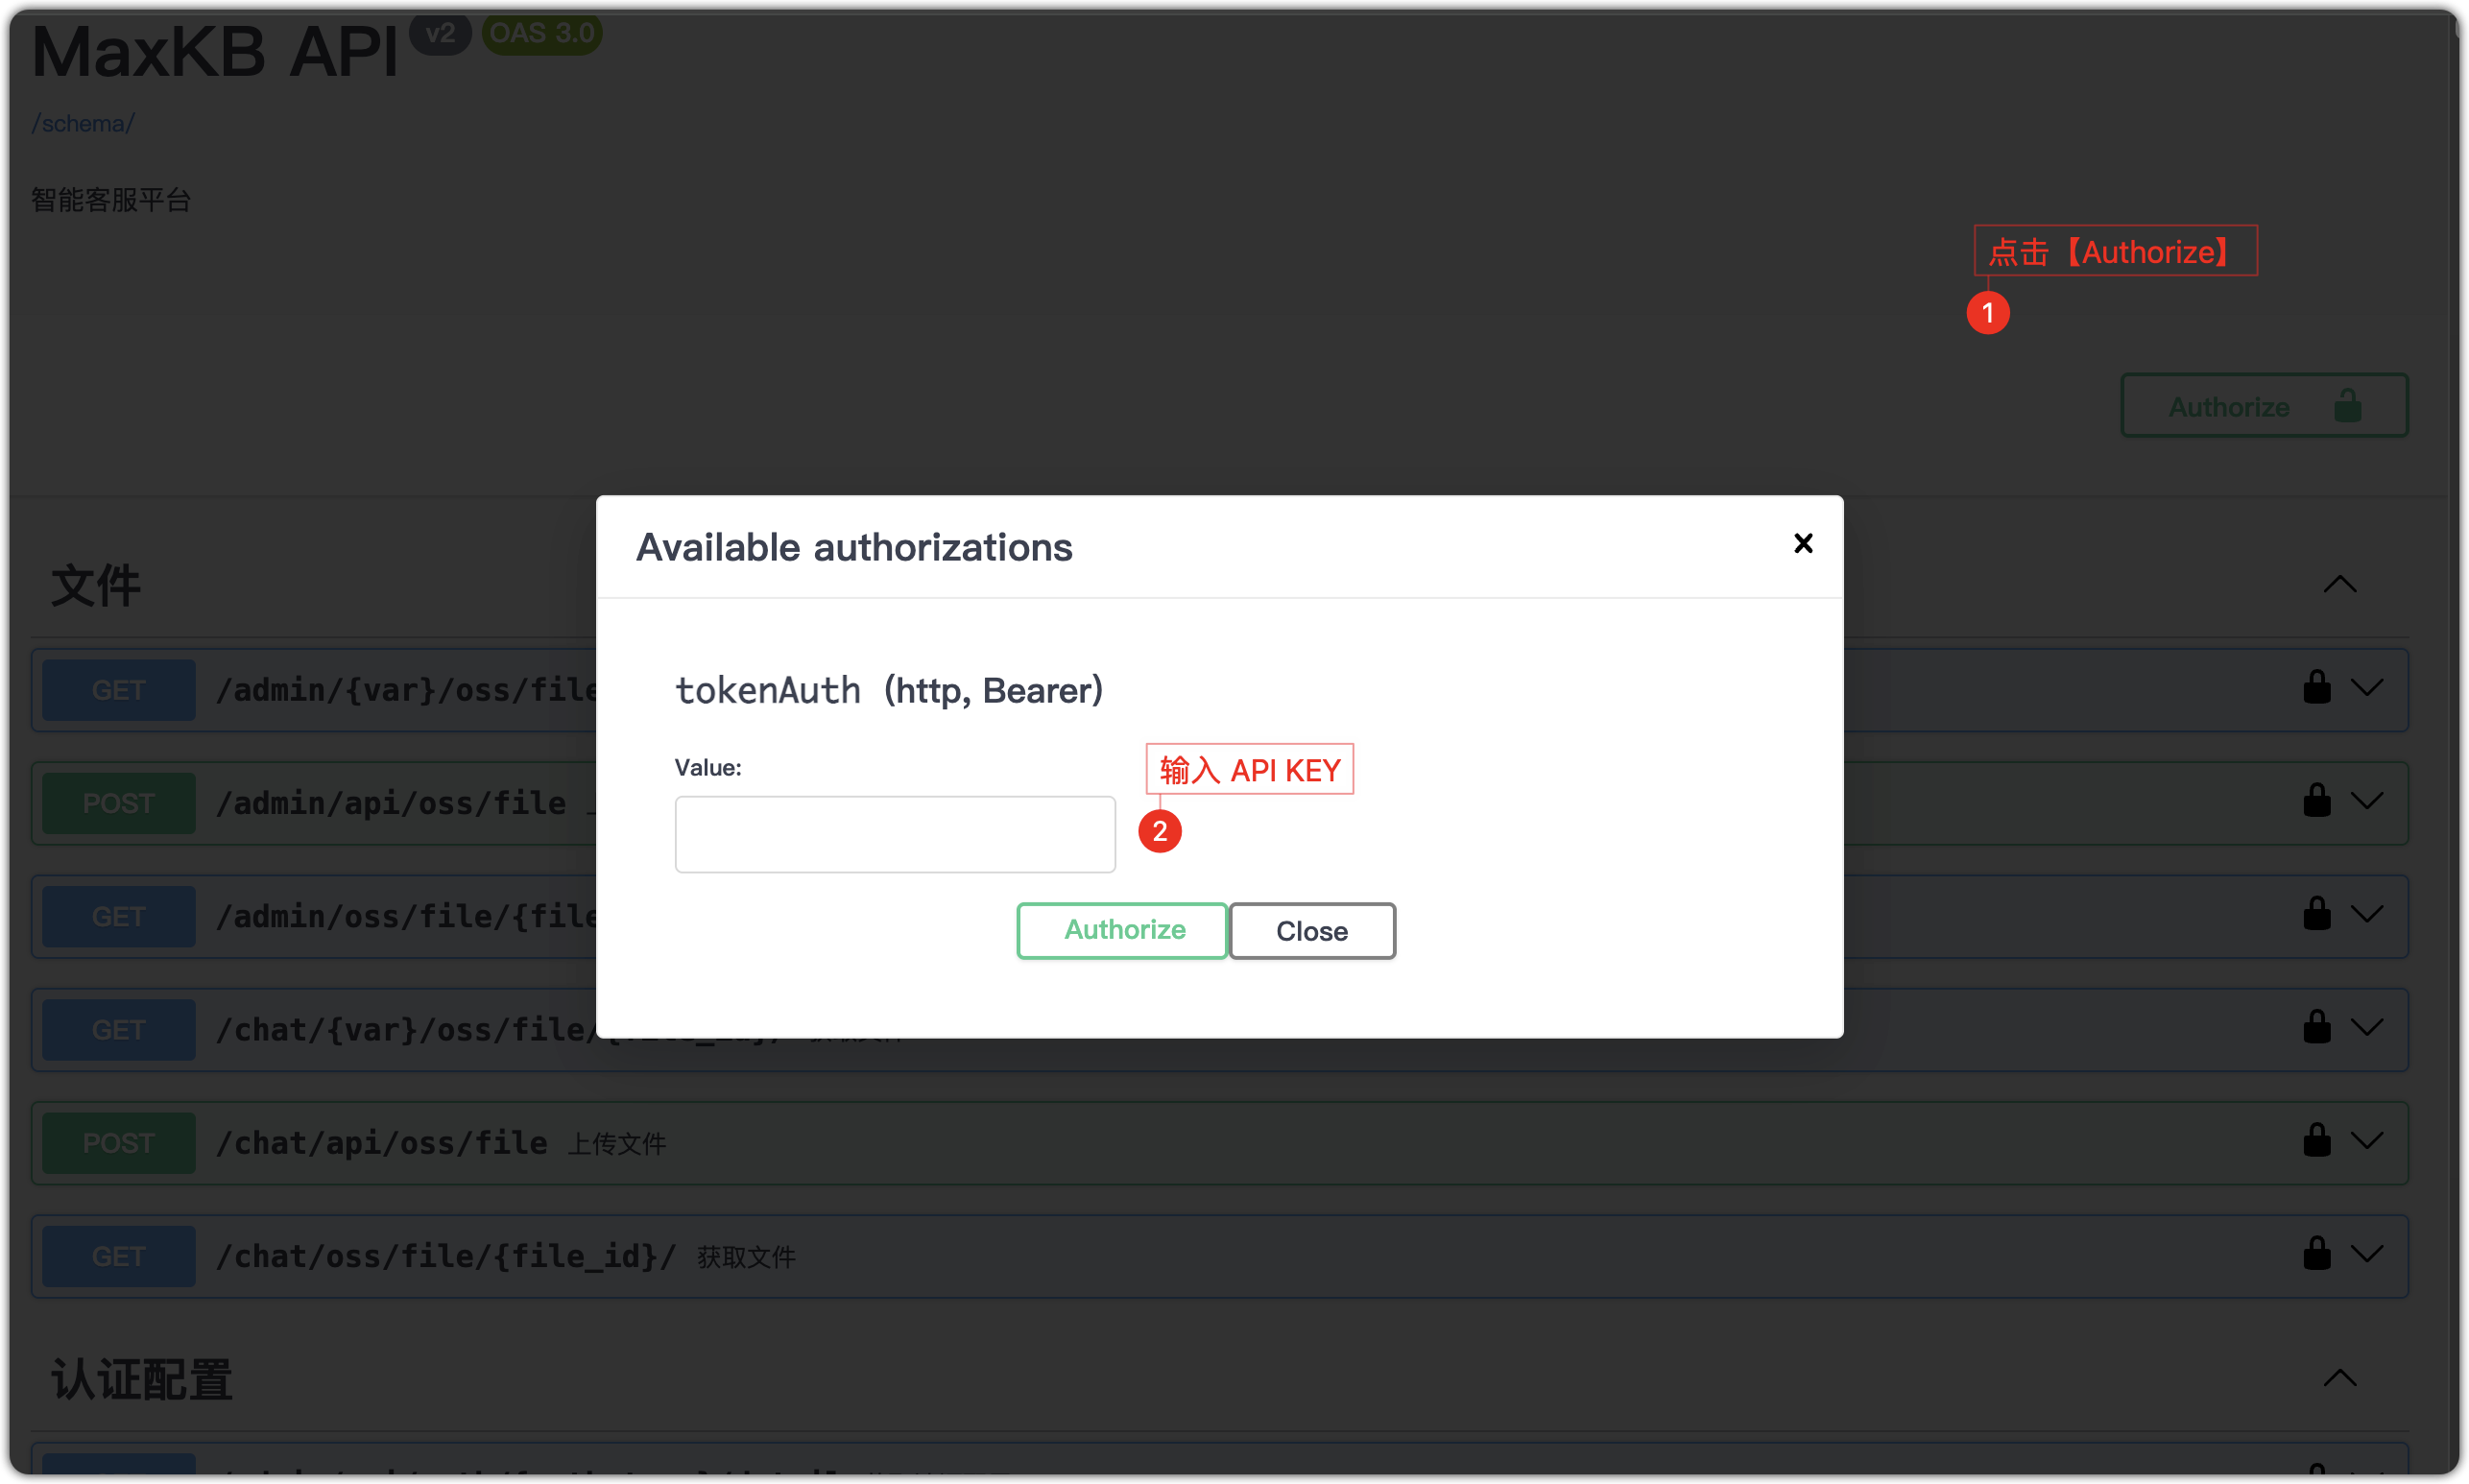 MaxKB API v2 OAS 3.0
/schema/
智能客服平台
点击【Authorize】
1
Authorize
Available authorizations
文件
tokenAuth (http, Bearer)
GET /admin/{var}/oss/file
Value:
输入 API KEY
POST /admin/api/oss/file
2
GET /admin/oss/file/{file
Authorize Close
GET /chat/{var}/oss/file/
POST /chat/api/oss/file 上传文件
GET /chat/oss/file/{file_id}/ 获取文件
认证配置